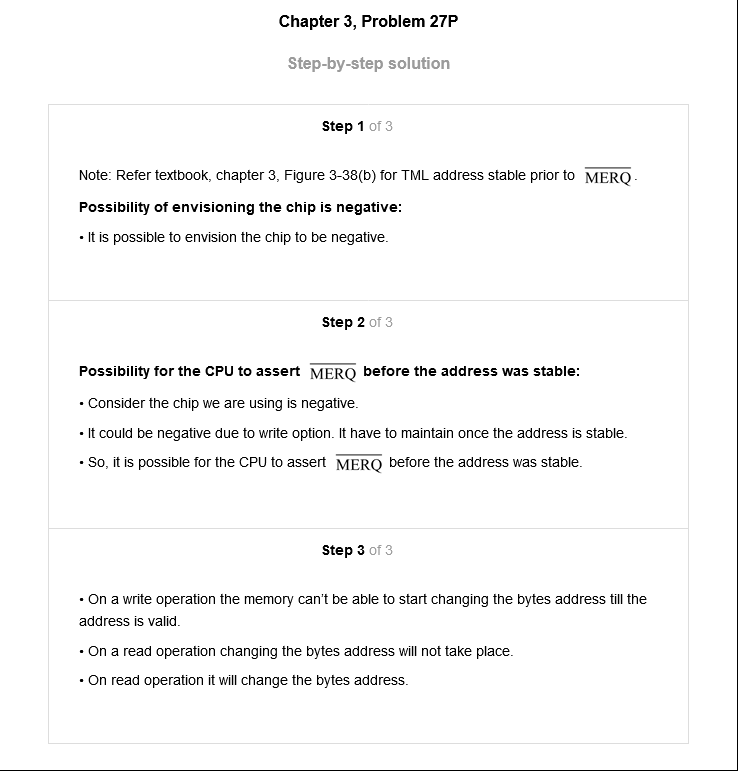 Chapter 3, Problem 27P
Step-by-step solution
Step 1 of 3
Note: Refer textbook, chapter 3, Figure 3-38(b) for TML address stable prior to M̅E̅R̅Q̅.
Possibility of envisioning the chip is negative:
• It is possible to envision the chip to be negative.
Step 2 of 3
Possibility for the CPU to assert M̅E̅R̅Q̅ before the address was stable:
• Consider the chip we are using is negative.
• It could be negative due to write option. It have to maintain once the address is stable.
• So, it is possible for the CPU to assert M̅E̅R̅Q̅ before the address was stable.
Step 3 of 3
• On a write operation the memory can't be able to start changing the bytes address till the
address is valid.
• On a read operation changing the bytes address will not take place.
• On read operation it will change the bytes address.